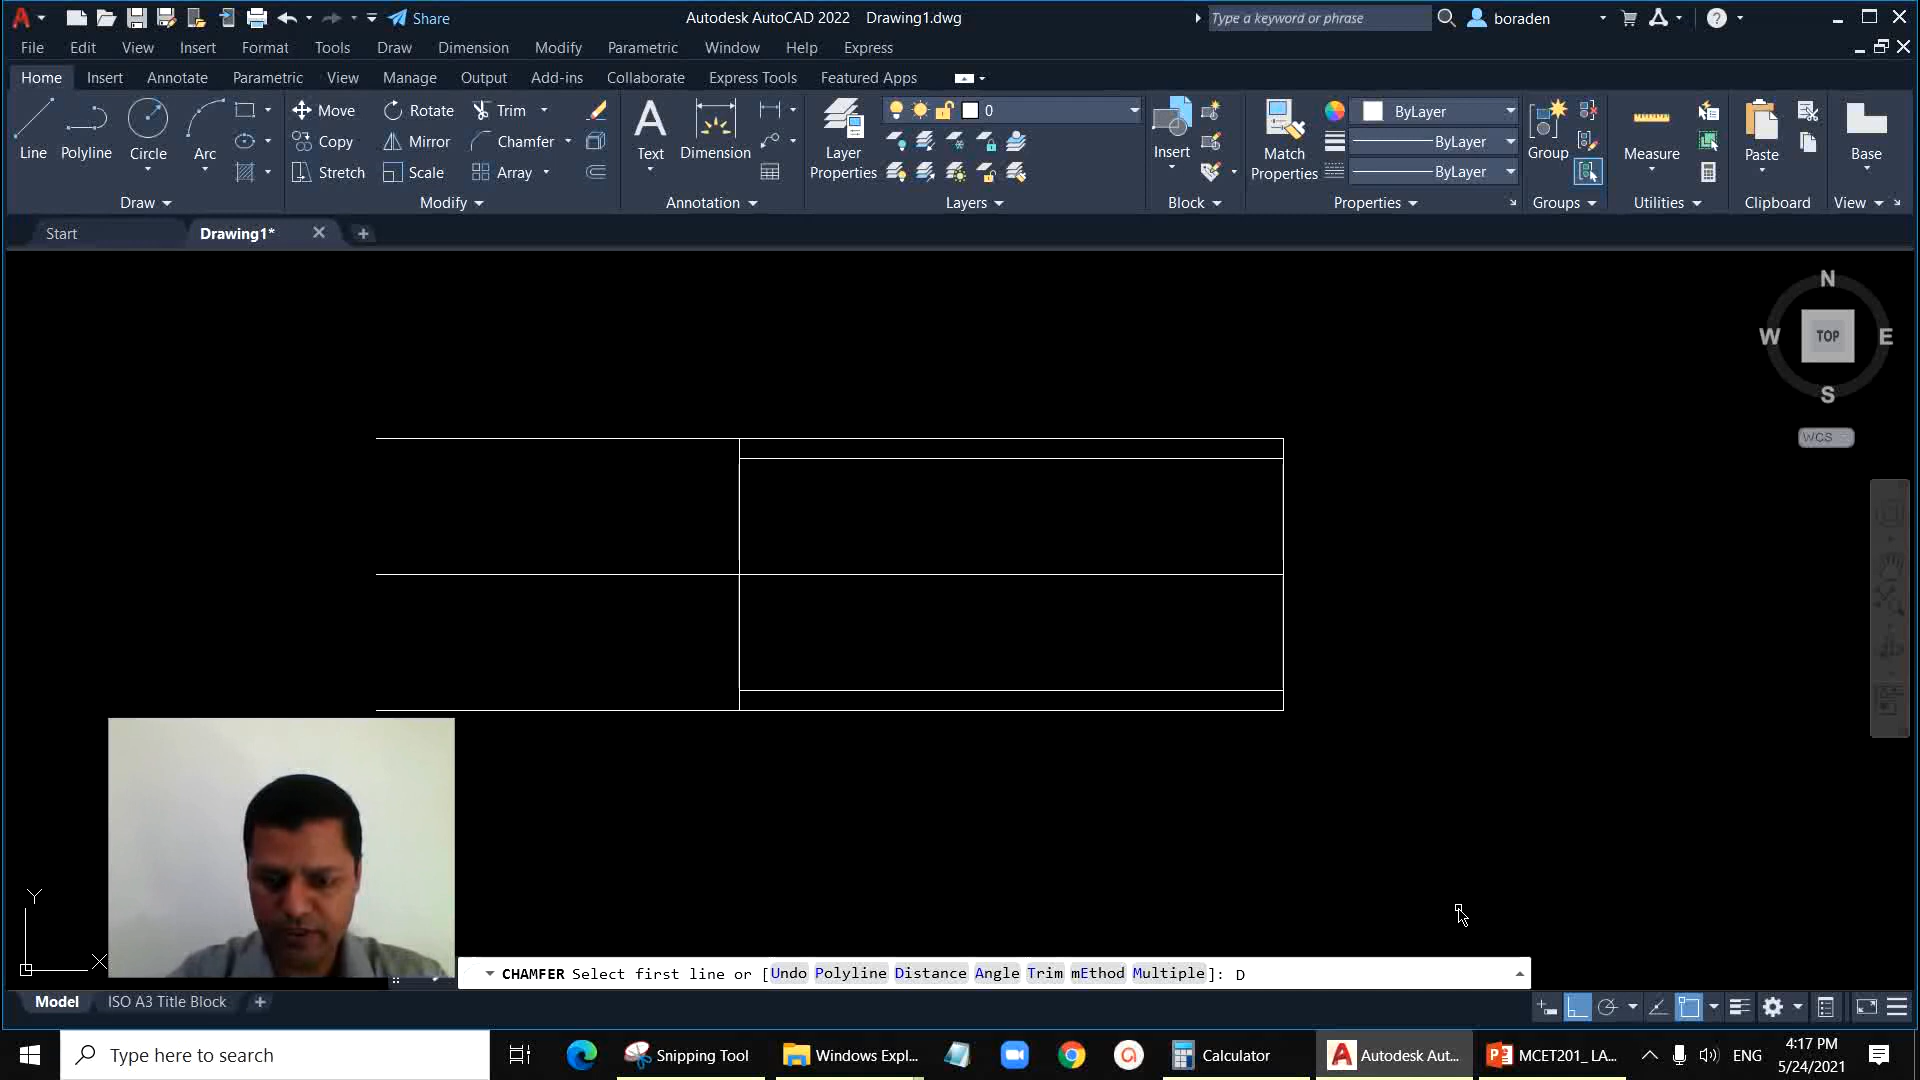 Share
Autodesk AutoCAD 2022 Drawing1.dwg
Type a keyword or phrase
boraden
File Edit View Insert Format Tools Draw Dimension Modify Parametric Window Help Express
Home Insert Annotate Parametric View Manage Output Add-ins Collaborate Express Tools Featured Apps
Line Polyline Circle Arc
Draw
Move Rotate Trim
Copy Mirror Chamfer
Stretch Scale Array
Modify
Text Dimension
Annotation
Layer Properties
0
Layers
Insert
Block
Match Properties
ByLayer
ByLayer
ByLayer
Properties
Group
Groups
Measure
Utilities
Paste
Clipboard
Base
View
Start Drawing1*
N
W TOP E
S
WCS
Y
X
CHAMFER Select first line or [Undo Polyline Distance Angle Trim mEthod Multiple]: D
Model ISO A3 Title Block
Type here to search
Snipping Tool
Windows Expl...
Calculator
Autodesk Aut...
MCET201_ LA...
ENG
4:17 PM
5/24/2021